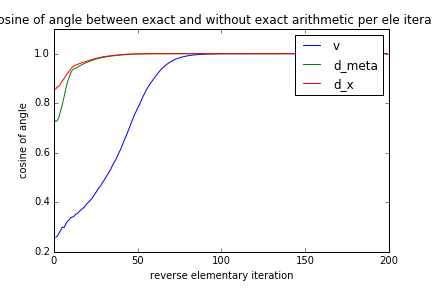 osine of angle between exact and without exact arithmetic per ele itera
1.0
0.8
0.6
0.4
0.2
cosine of angle
v
d_meta
d_x
0 50 100 150 200
reverse elementary iteration